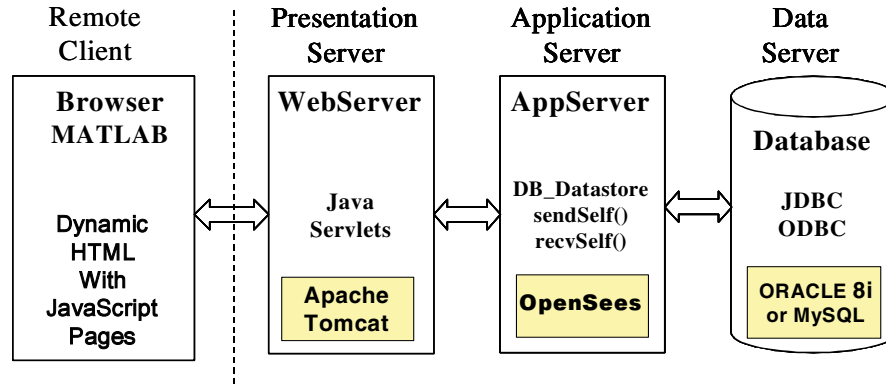 Remote
Client
Presentation
Server
Application
Server
Data
Server
Browser
MATLAB
Dynamic
HTML
With
JavaScript
Pages
WebServer
Java
Servlets
Apache
Tomcat
AppServer
DB_Datastore
sendSelf()
recvSelf()
OpenSees
Database
JDBC
ODBC
ORACLE 8i
or MySQL